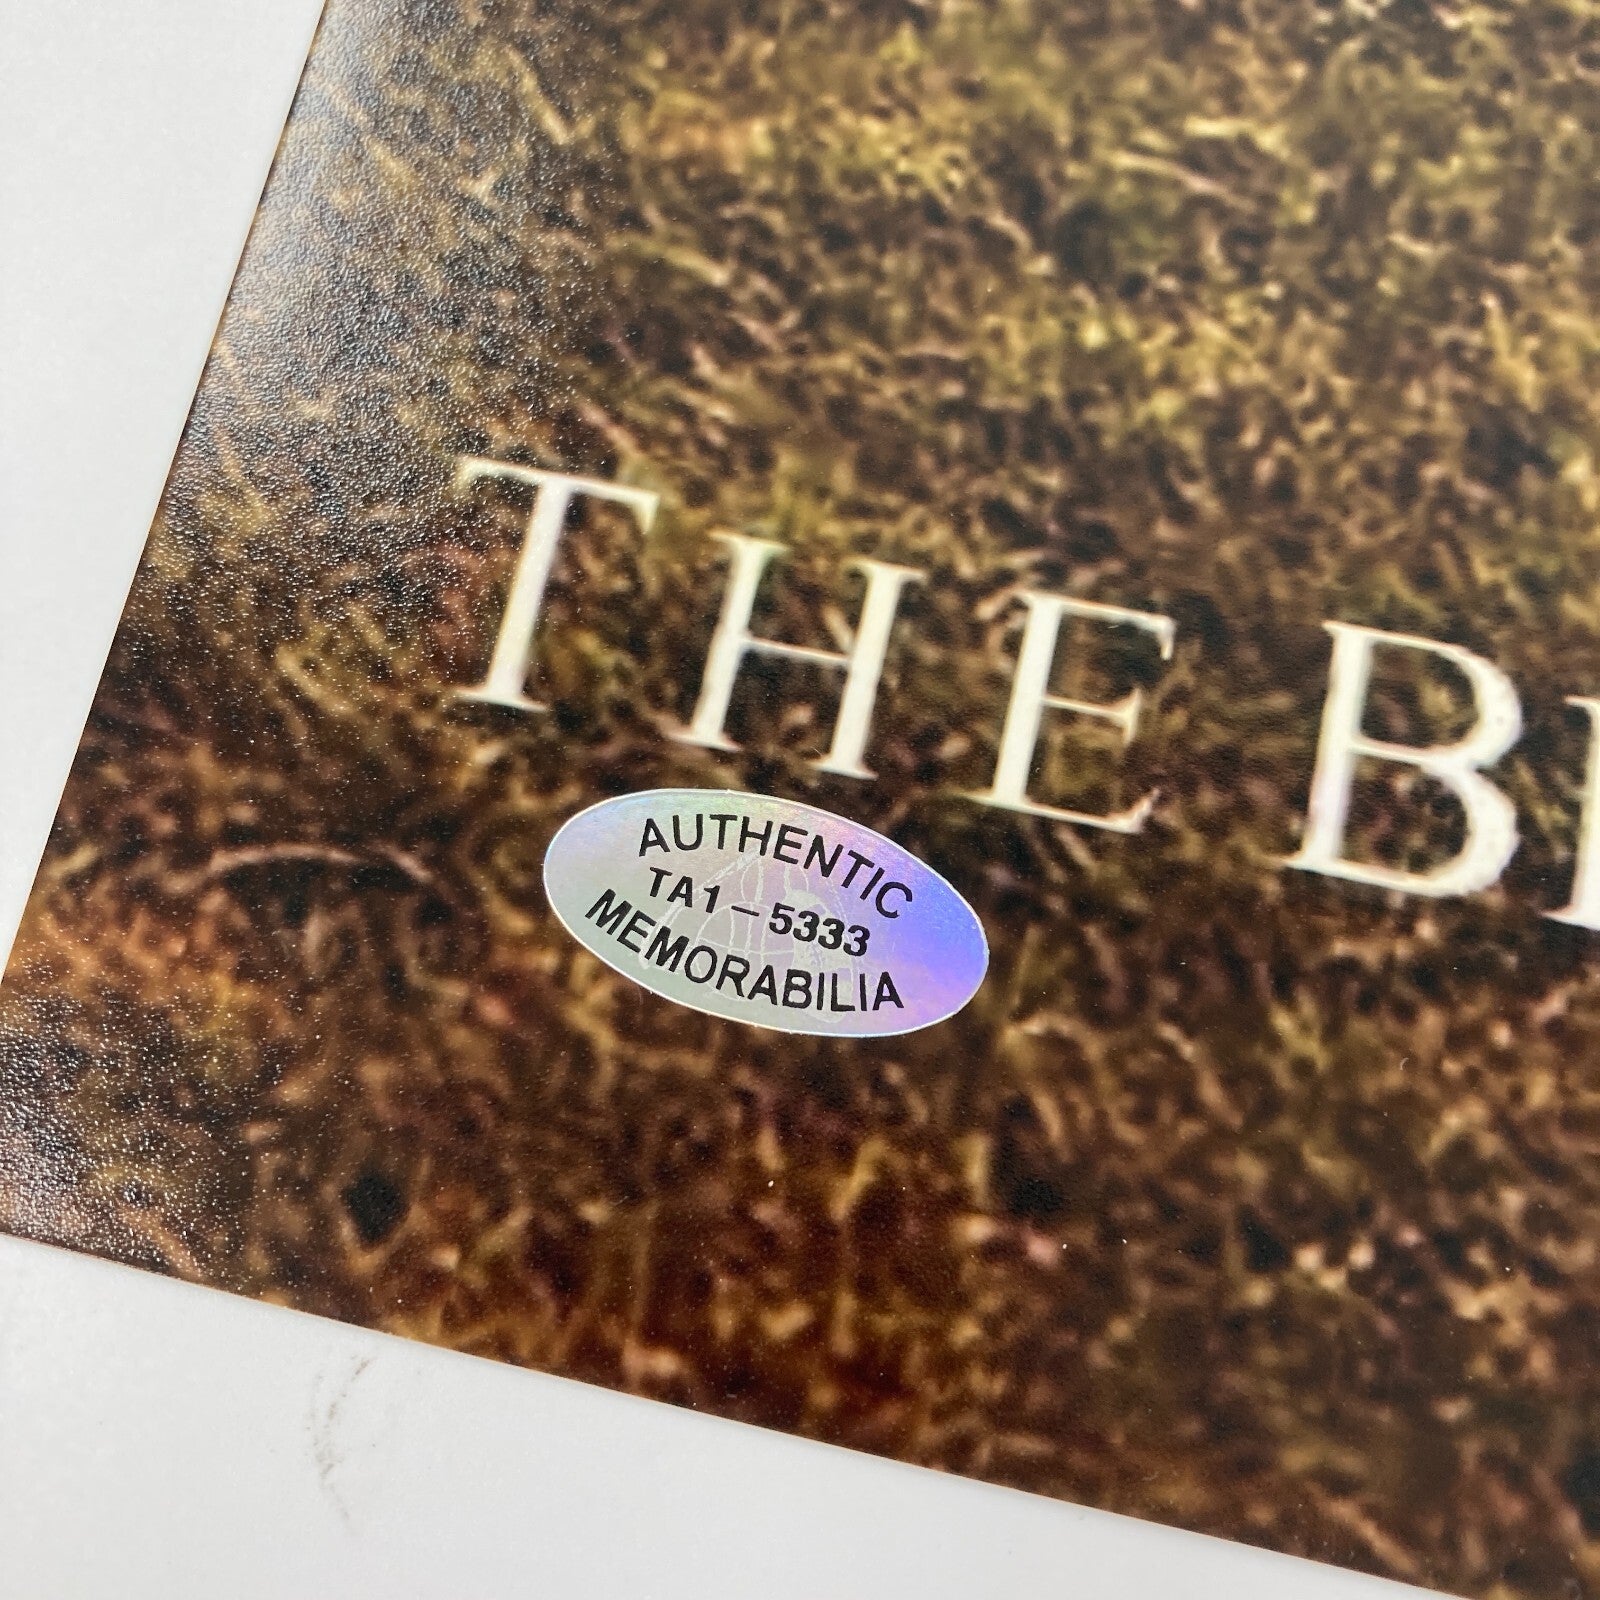 THE B
AUTHENTIC
TA1-5333
MEMORABILIA